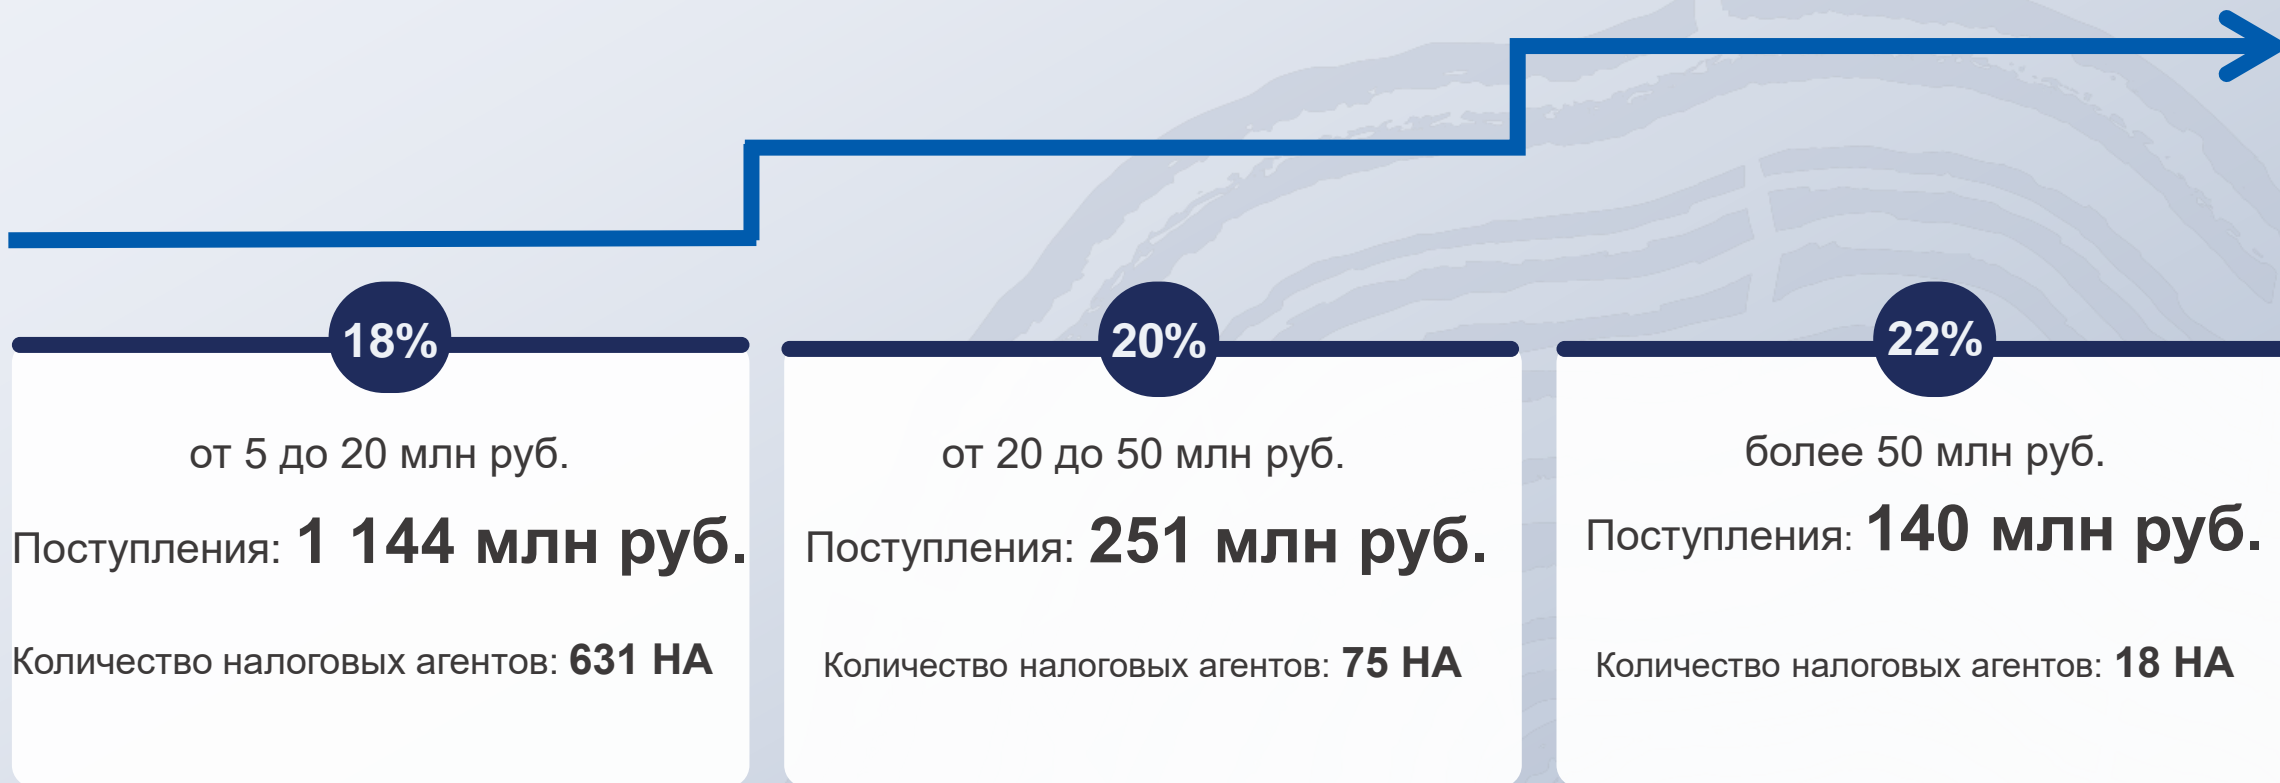 18%
от 5 до 20 млн руб.
Поступления: 1 144 млн руб.
Количество налоговых агентов: 631 НА
20%
от 20 до 50 млн руб.
Поступления: 251 млн руб.
Количество налоговых агентов: 75 НА
22%
более 50 млн руб.
Поступления: 140 млн руб.
Количество налоговых агентов: 18 НА